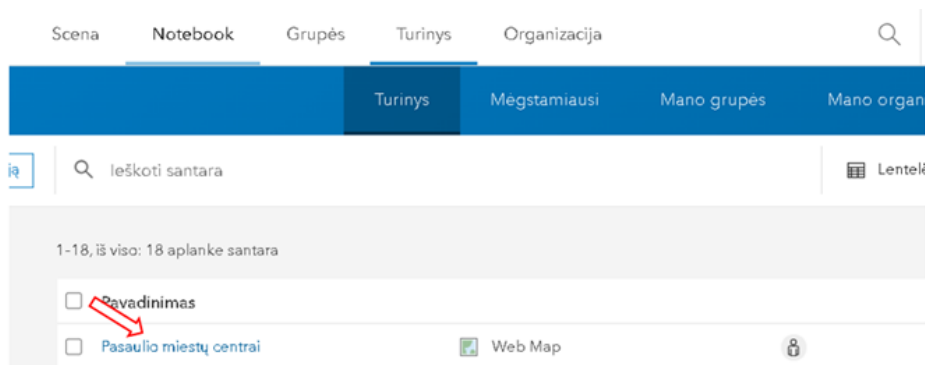 Scena Notebook Grupės Turinys Organizacija
Turinys Mėgstamiausi Mano grupės Mano organ
ją Ieškoti santara Lentelė
1-18, iš viso: 18 aplanke santara
Pavadinimas
Pasaulio miestų centrai Web Map